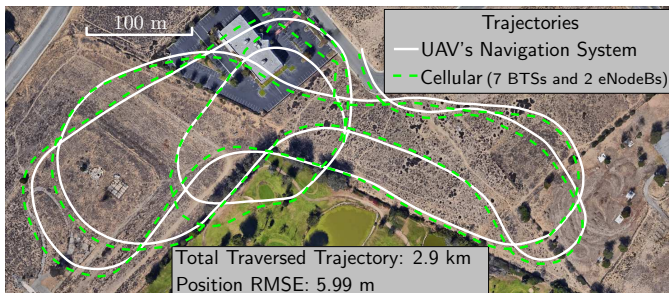 100 m
Trajectories
UAV's Navigation System
Cellular (7 BTSs and 2 eNodeBs)
Total Traversed Trajectory: 2.9 km
Position RMSE: 5.99 m